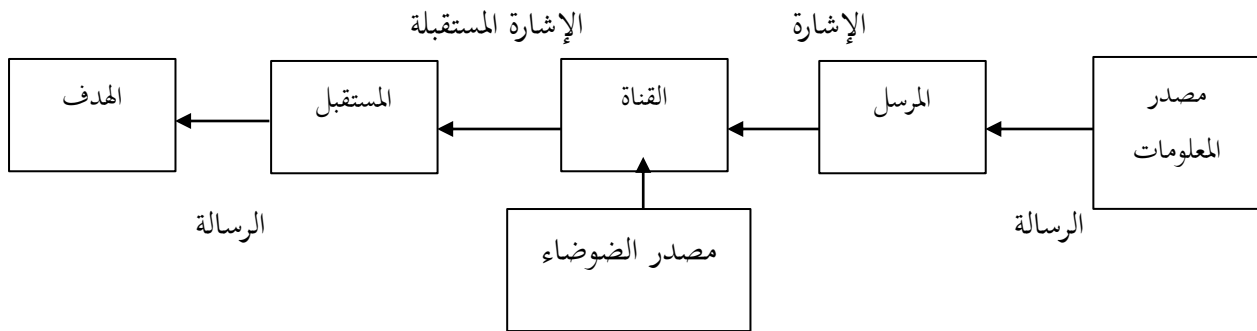 الإشارة
الإشارة المستقبلة
مصدر
المعلومات
المرسل
القناة
المستقبل
الهدف
الرسالة
الرسالة
مصدر الضوضاء